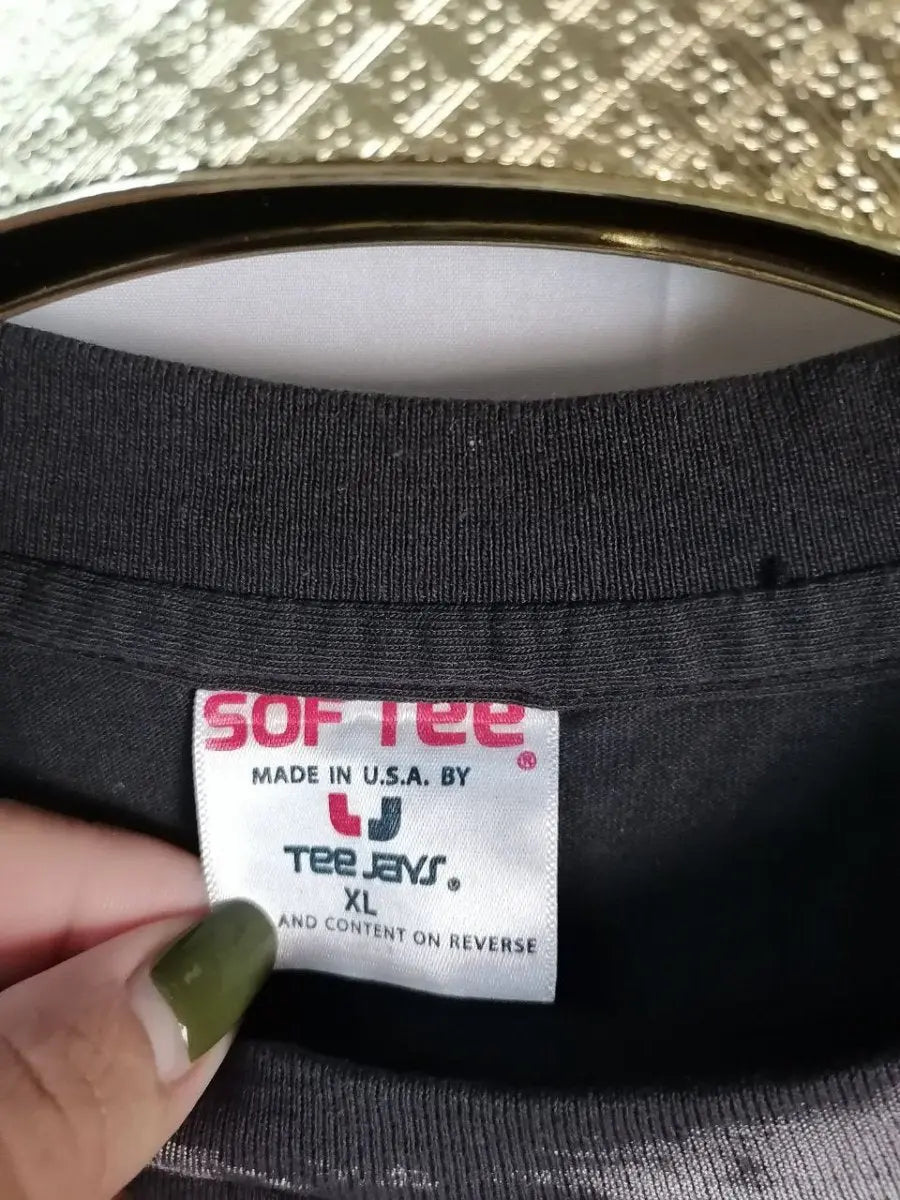 SOF Tee®
MADE IN U.S.A. BY
Tee Jays®
XL
AND CONTENT ON REVERSE